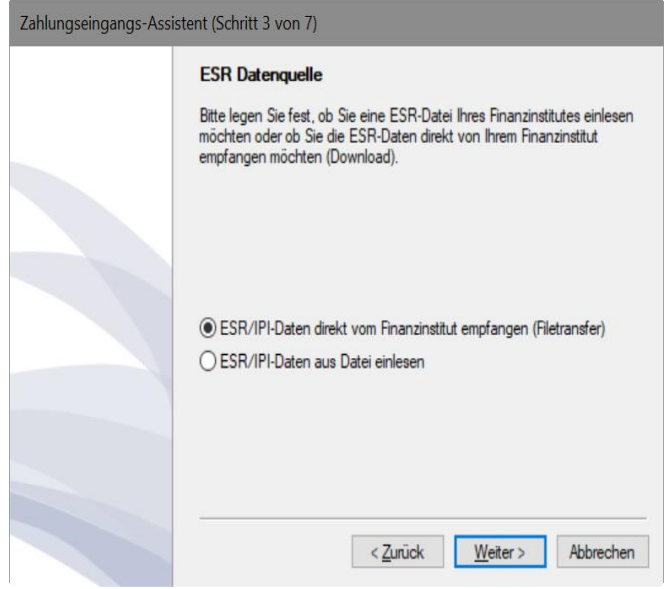 Zahlungseingangs-Assistent (Schritt 3 von 7)
ESR Datenquelle
Bitte legen Sie fest, ob Sie eine ESR-Datei Ihres Finanzinstitutes einlesen
möchten oder ob Sie die ESR-Daten direkt von Ihrem Finanzinstitut
empfangen möchten (Download).
ESR/IPI-Daten direkt vom Finanzinstitut empfangen (Filetransfer)
ESR/IPI-Daten aus Datei einlesen
< Zurück Weiter > Abbrechen